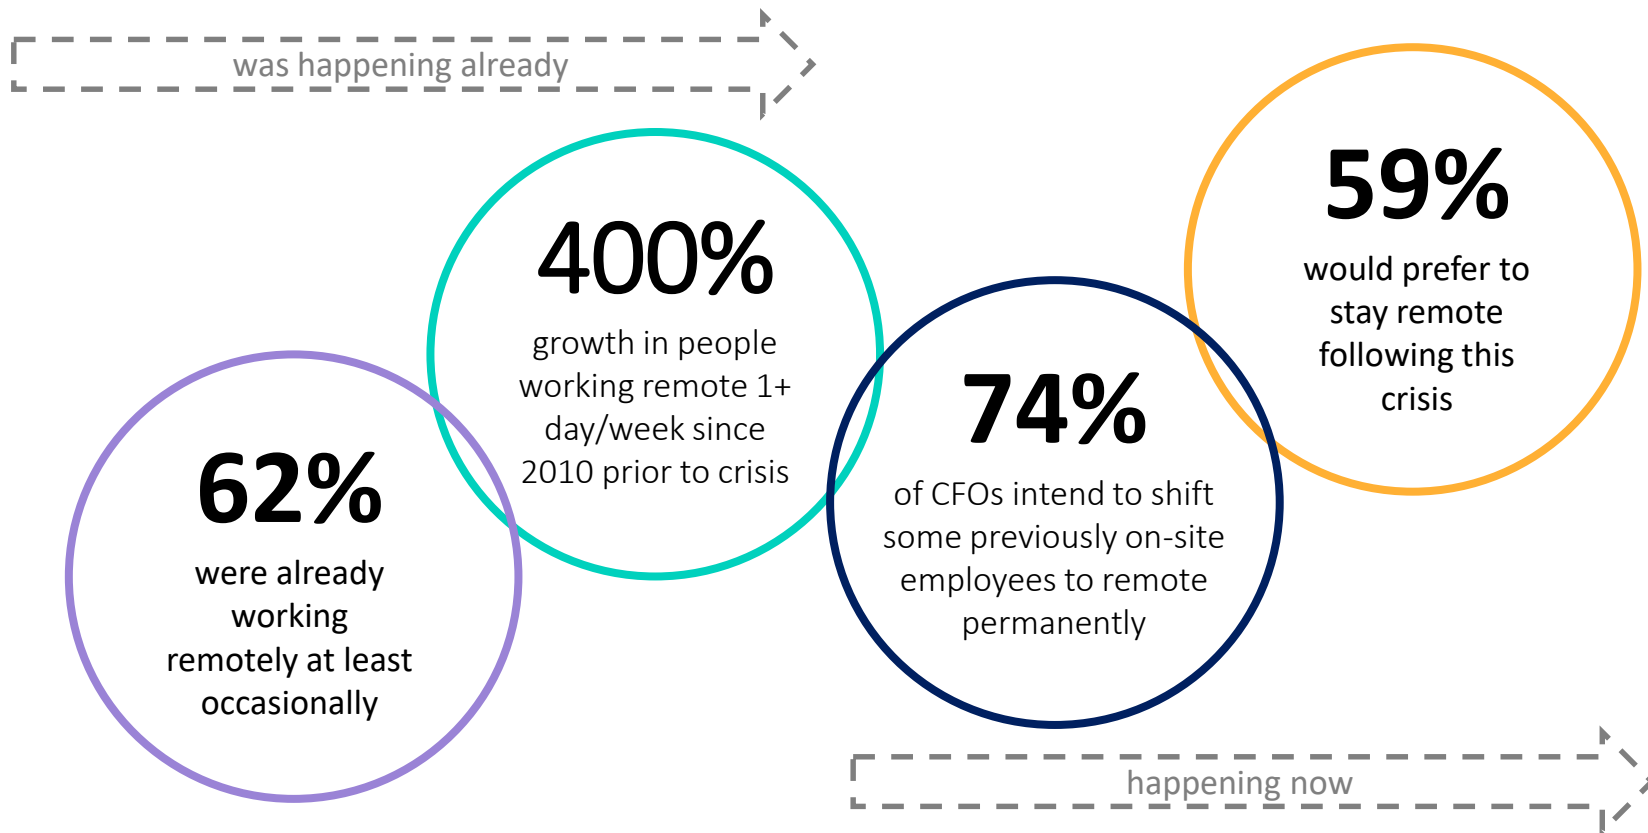 was happening already
62%
were already
working
remotely at least
occasionally
400%
growth in people
working remote 1+
day/week since
2010 prior to crisis
74%
of CFOs intend to shift
some previously on-site
employees to remote
permanently
59%
would prefer to
stay remote
following this
crisis
happening now